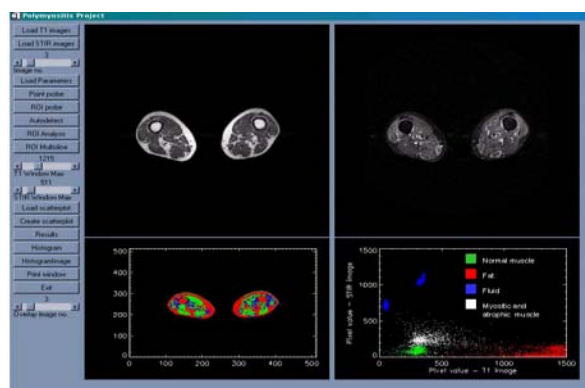 Polymyositis Project
Load T1 images
Load STIR images
3
Image no.
Load Parameters
Point probe
ROI probe
Autodetect
ROI Analysis
ROI Multislice
1215
T1 Window Max
511
STIR Window Max
Load scatterplot
Create scatterplot
Results
Histogram
HistogramImage
Print window
Exit
3
Overlay image no.
500
400
300
200
100
0
0 100 200 300 400 500
Pixel value - STIR Image
1500
1000
500
0
Normal muscle
Fat
Fluid
Myositic and
atrophic muscle
0 500 1000 1500
Pixel value - T1 Image